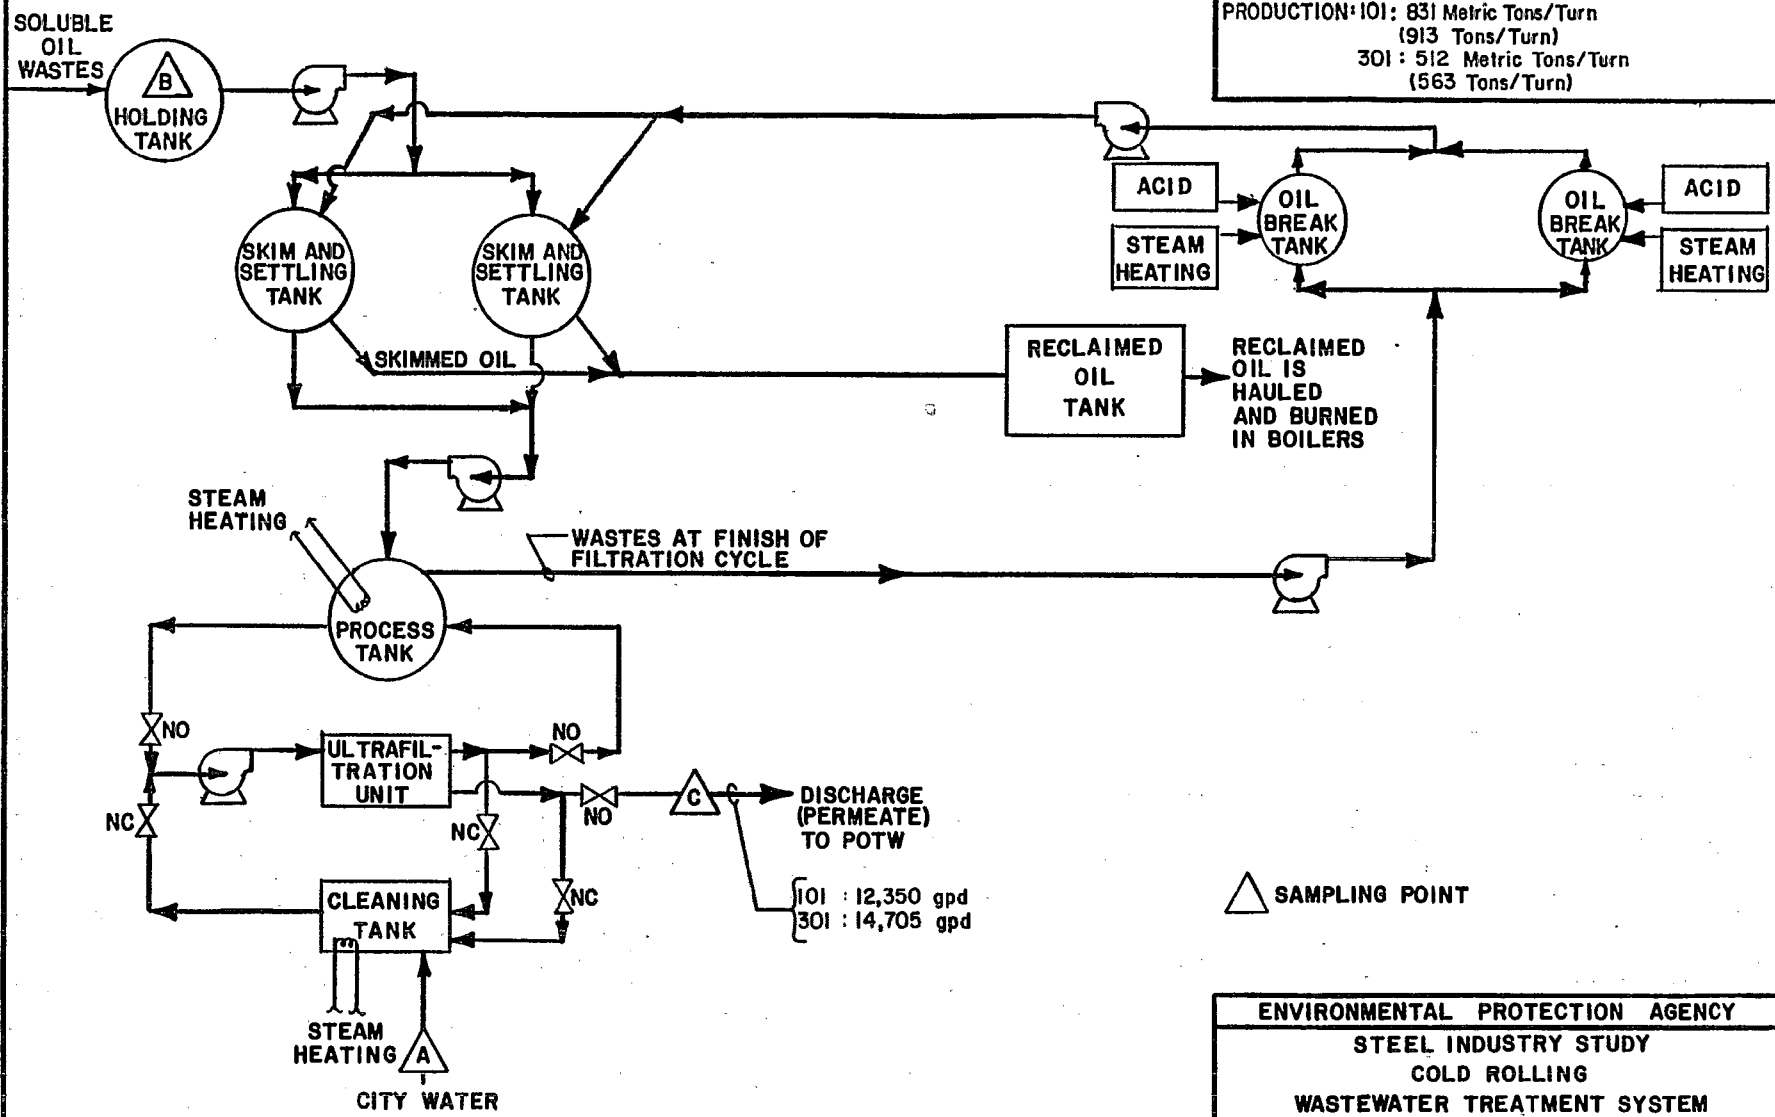 PRODUCTION: 101: 831 Metric Tons/Turn
(913 Tons/Turn)
301 : 512 Metric Tons/Turn
(563 Tons/Turn)
SOLUBLE
OIL
WASTES
B
HOLDING
TANK
ACID
STEAM
HEATING
OIL
BREAK
TANK
OIL
BREAK
TANK
ACID
STEAM
HEATING
SKIM AND
SETTLING
TANK
SKIM AND
SETTLING
TANK
SKIMMED OIL
RECLAIMED
OIL
TANK
RECLAIMED
OIL IS
HAULED
AND BURNED
IN BOILERS
STEAM
HEATING
WASTES AT FINISH OF
FILTRATION CYCLE
PROCESS
TANK
NO
NO
ULTRAFIL-
TRATION
UNIT
NC
NC
NO
C
DISCHARGE
(PERMEATE)
TO POTW
NC
101 : 12,350 gpd
301 : 14,705 gpd
CLEANING
TANK
STEAM
HEATING
A
CITY WATER
SAMPLING POINT
ENVIRONMENTAL PROTECTION AGENCY
STEEL INDUSTRY STUDY
COLD ROLLING
WASTEWATER TREATMENT SYSTEM